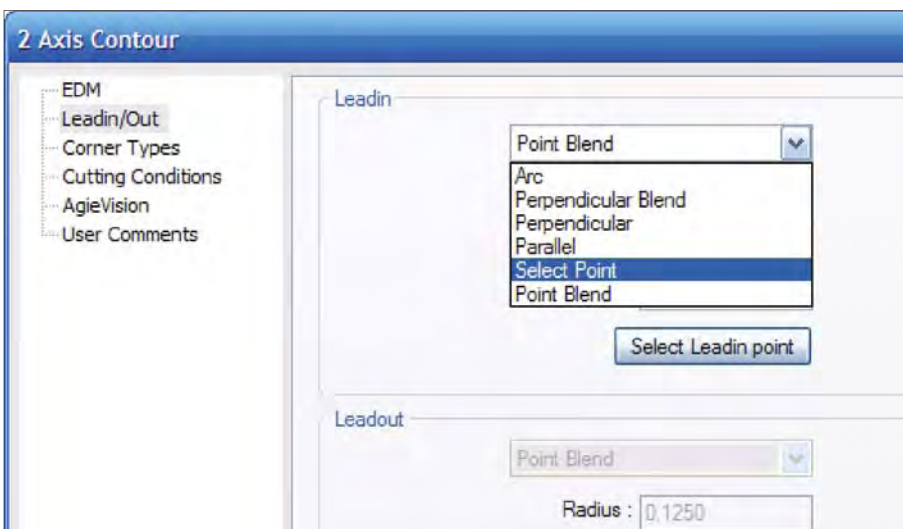 2 Axis Contour
EDM
Leadin/Out
Corner Types
Cutting Conditions
AgieVision
User Comments
Leadin
Point Blend
Arc
Perpendicular Blend
Perpendicular
Parallel
Select Point
Point Blend
Select Leadin point
Leadout
Point Blend
Radius : 0.1250